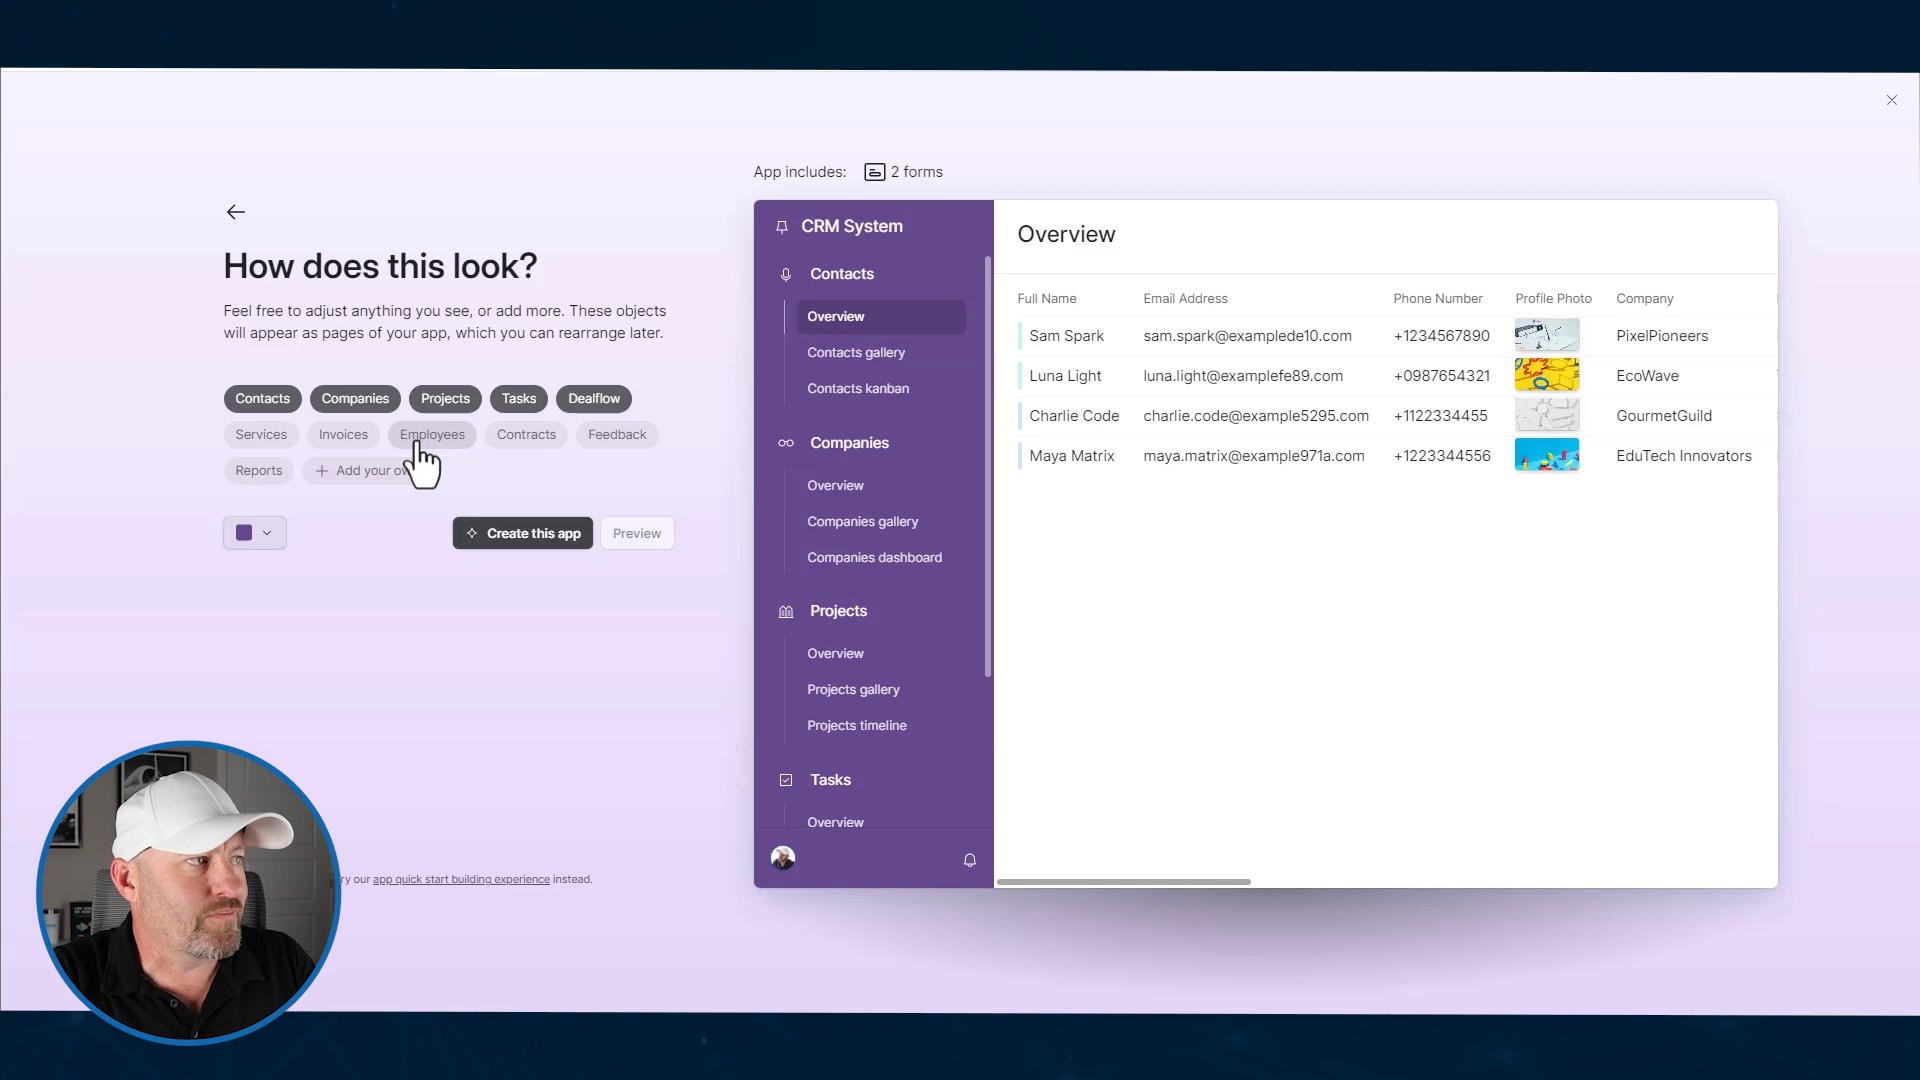 App includes: 2 forms
How does this look?
Feel free to adjust anything you see, or add more. These objects
will appear as pages of your app, which you can rearrange later.
Contacts Companies Projects Tasks Dealflow
Services Invoices Employees Contracts Feedback
Reports Add your
Create this app Preview
our app quick start building experience instead.
CRM System
Contacts
Overview
Contacts gallery
Contacts kanban
Companies
Overview
Companies gallery
Companies dashboard
Projects
Overview
Projects gallery
Projects timeline
Tasks
Overview
Overview
Full Name Email Address Phone Number Profile Photo Company
Sam Spark sam.spark@examplede10.com +1234567890 PixelPioneers
Luna Light luna.light@examplefe89.com +0987654321 EcoWave
Charlie Code charlie.code@example5295.com +1122334455 GourmetGuild
Maya Matrix maya.matrix@example971a.com +1223344556 EduTech Innovators